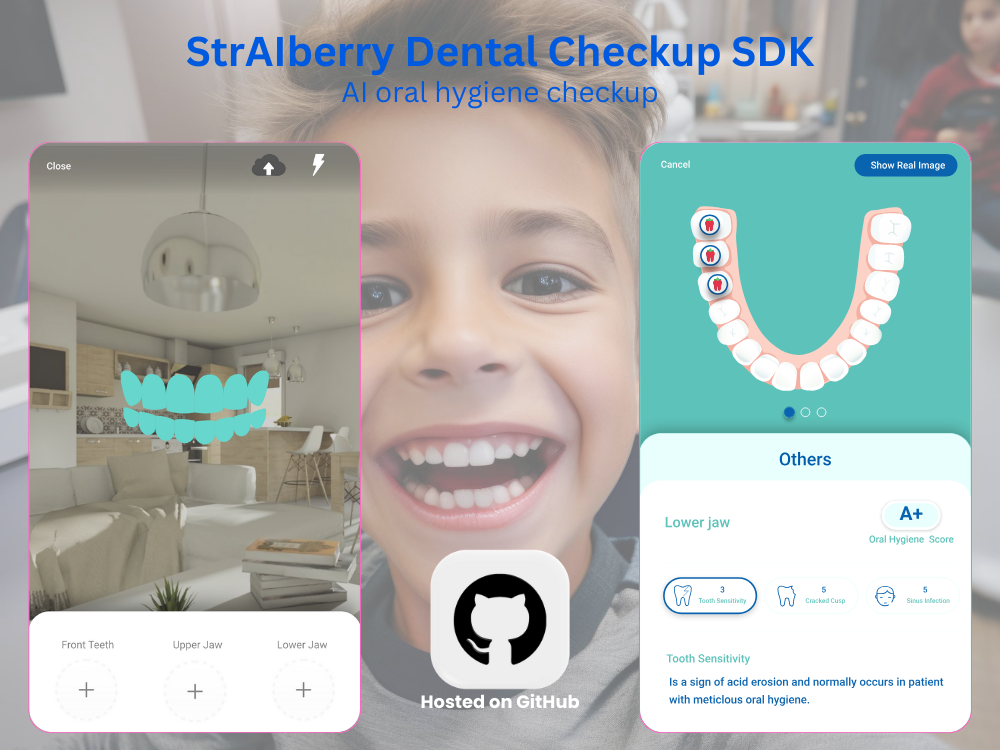 StrAIberry Dental Checkup SDK
AI oral hygiene checkup
Close
Front Teeth
Upper Jaw
Lower Jaw
Hosted on GitHub
Cancel
Show Real Image
Others
Lower jaw
A+
Oral Hygiene Score
3
Tooth Sensitivity
5
Cracked Cusp
5
Sinus Infection
Tooth Sensitivity
Is a sign of acid erosion and normally occurs in patient
with meticlous oral hygiene.